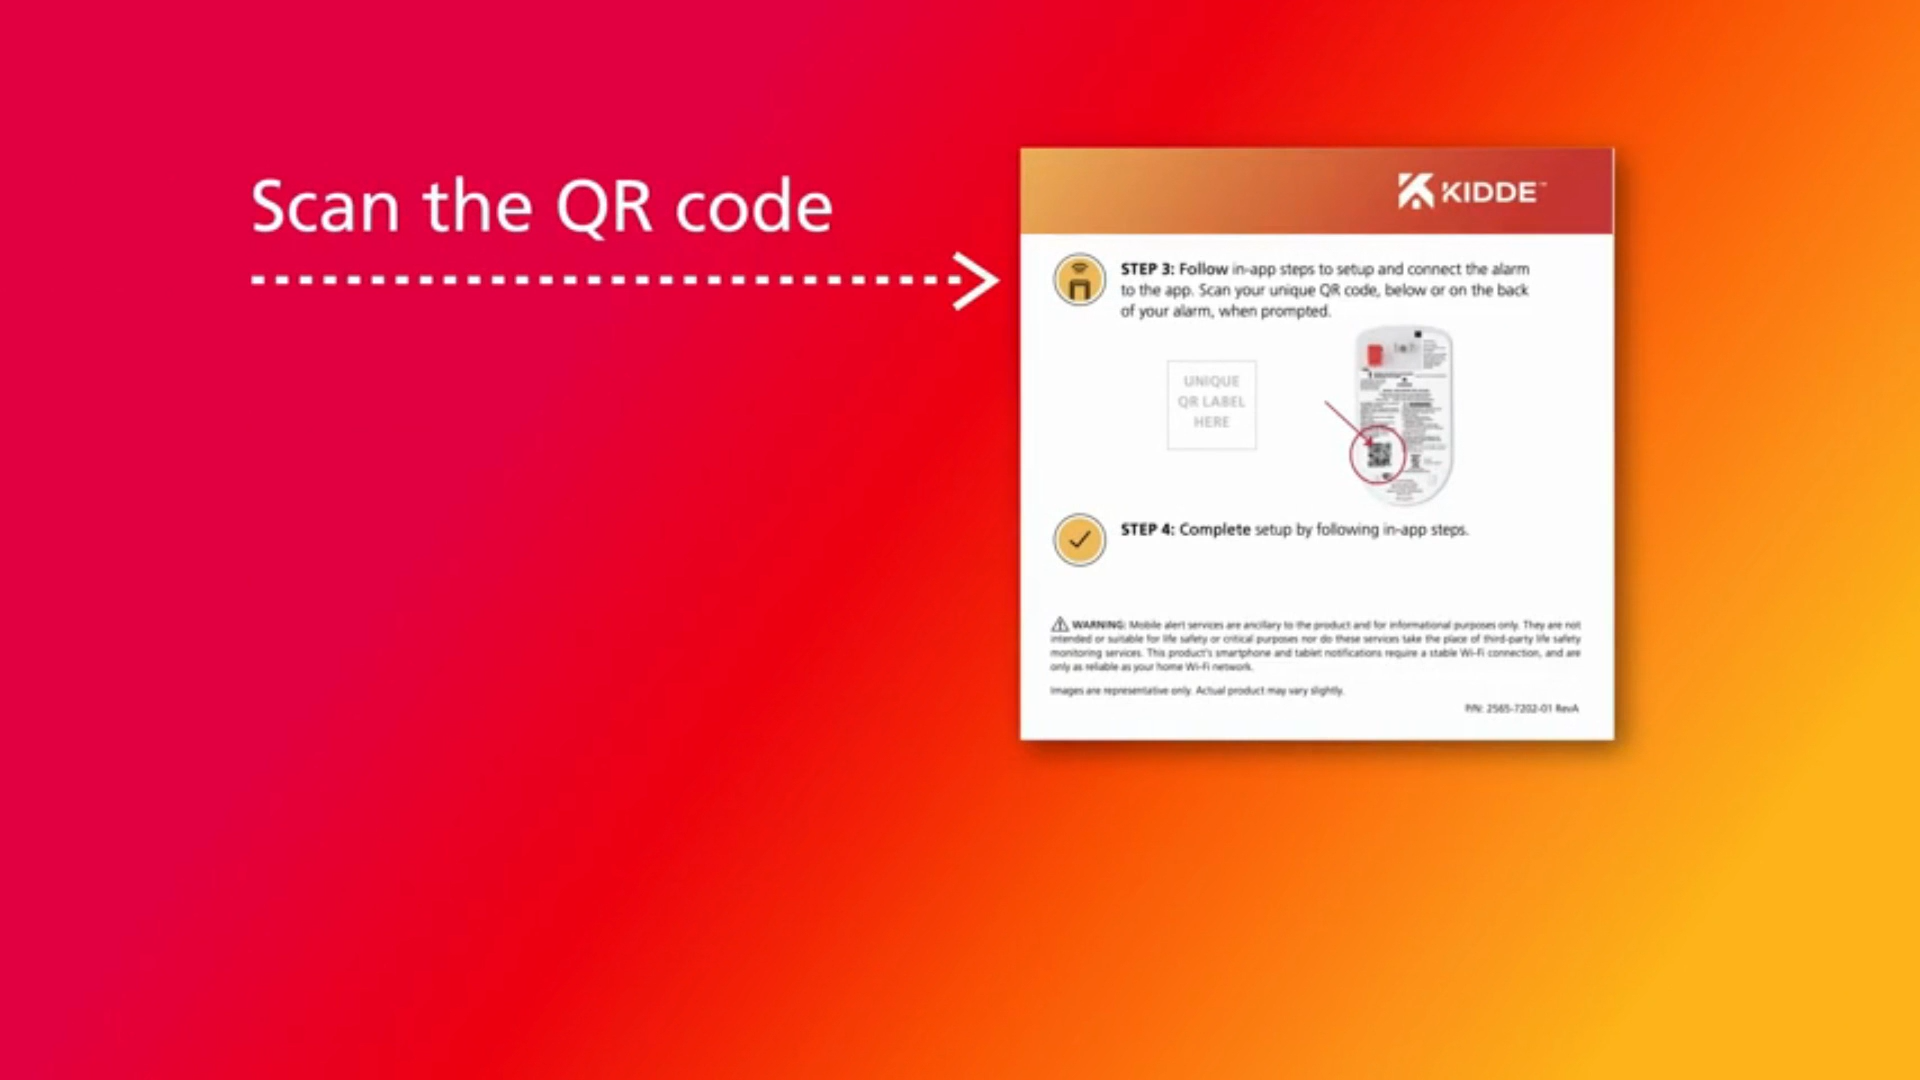 Scan the QR code
KIDDE™
STEP 3: Follow in-app steps to setup and connect the alarm
to the app. Scan your unique QR code, below or on the back
of your alarm, when prompted.
UNIQUE
QR LABEL
HERE
STEP 4: Complete setup by following in-app steps.
WARNING: Mobile alert services are ancillary to the product and for informational purposes only. They are not
intended or suitable for life safety or critical purposes nor do these services take the place of third-party life safety
monitoring services. This product's smartphone and tablet notifications require a stable Wi-Fi connection, and are
only as reliable as your home Wi-Fi network.
Images are representative only. Actual product may vary slightly.
P/N: 2565-7202-01 RevA